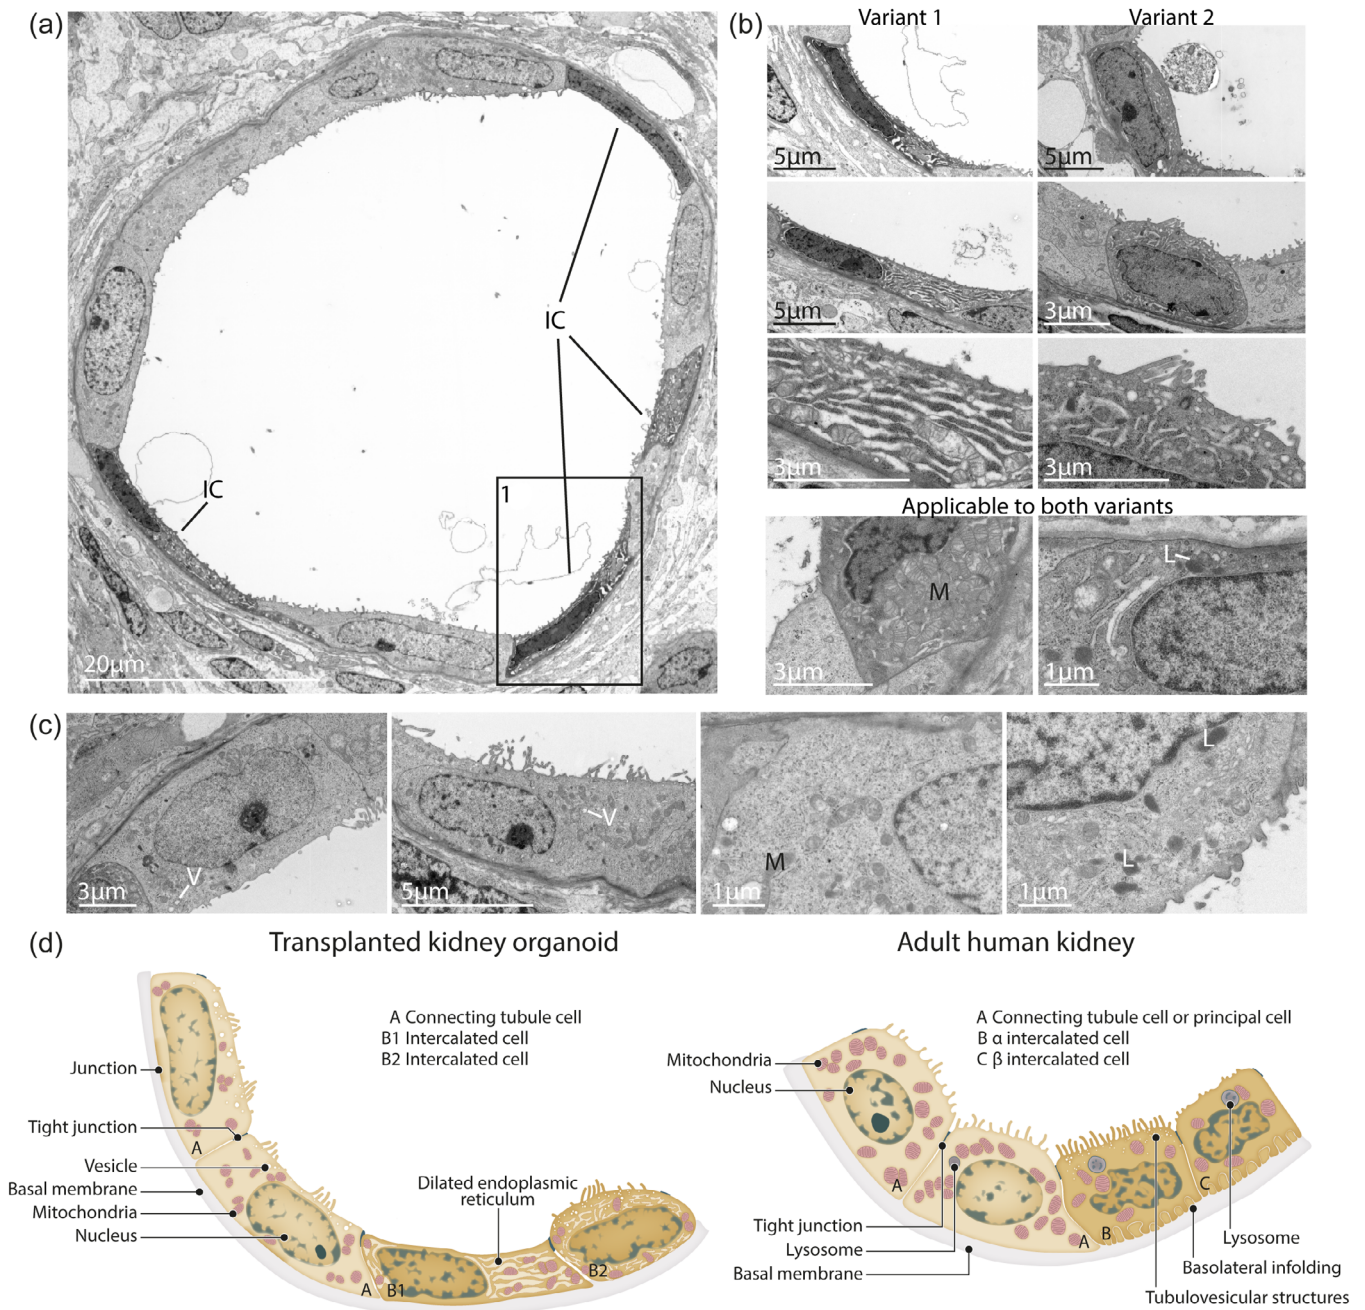 (a)
IC
IC
1
20μm
(b)
Variant 1
Variant 2
5μm
5μm
5μm
3μm
3μm
3μm
Applicable to both variants
M
3μm
L
1μm
(c)
V
3μm
V
5μm
M
1μm
L
L
1μm
(d)
Transplanted kidney organoid
A Connecting tubule cell
B1 Intercalated cell
B2 Intercalated cell
Junction
Tight junction
Vesicle
Basal membrane
Mitochondria
Nucleus
Dilated endoplasmic
reticulum
A
A
B1
B2
Adult human kidney
A Connecting tubule cell or principal cell
B α intercalated cell
C β intercalated cell
Mitochondria
Nucleus
Tight junction
Lysosome
Basal membrane
A
A
B
C
Lysosome
Basolateral infolding
Tubulovesicular structures